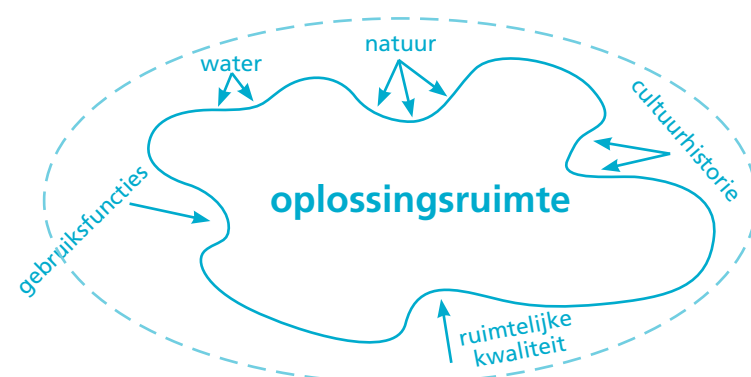 natuur
water
cultuurhistorie
oplossingsruimte
gebruiksfuncties
ruimtelijke
kwaliteit